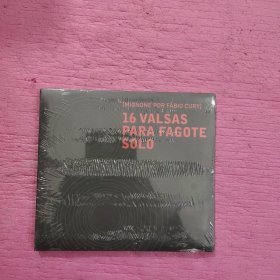 [MIGNONE POR FÁBIO CURY]
16 VALSAS
PARA FAGOTE
SOLO